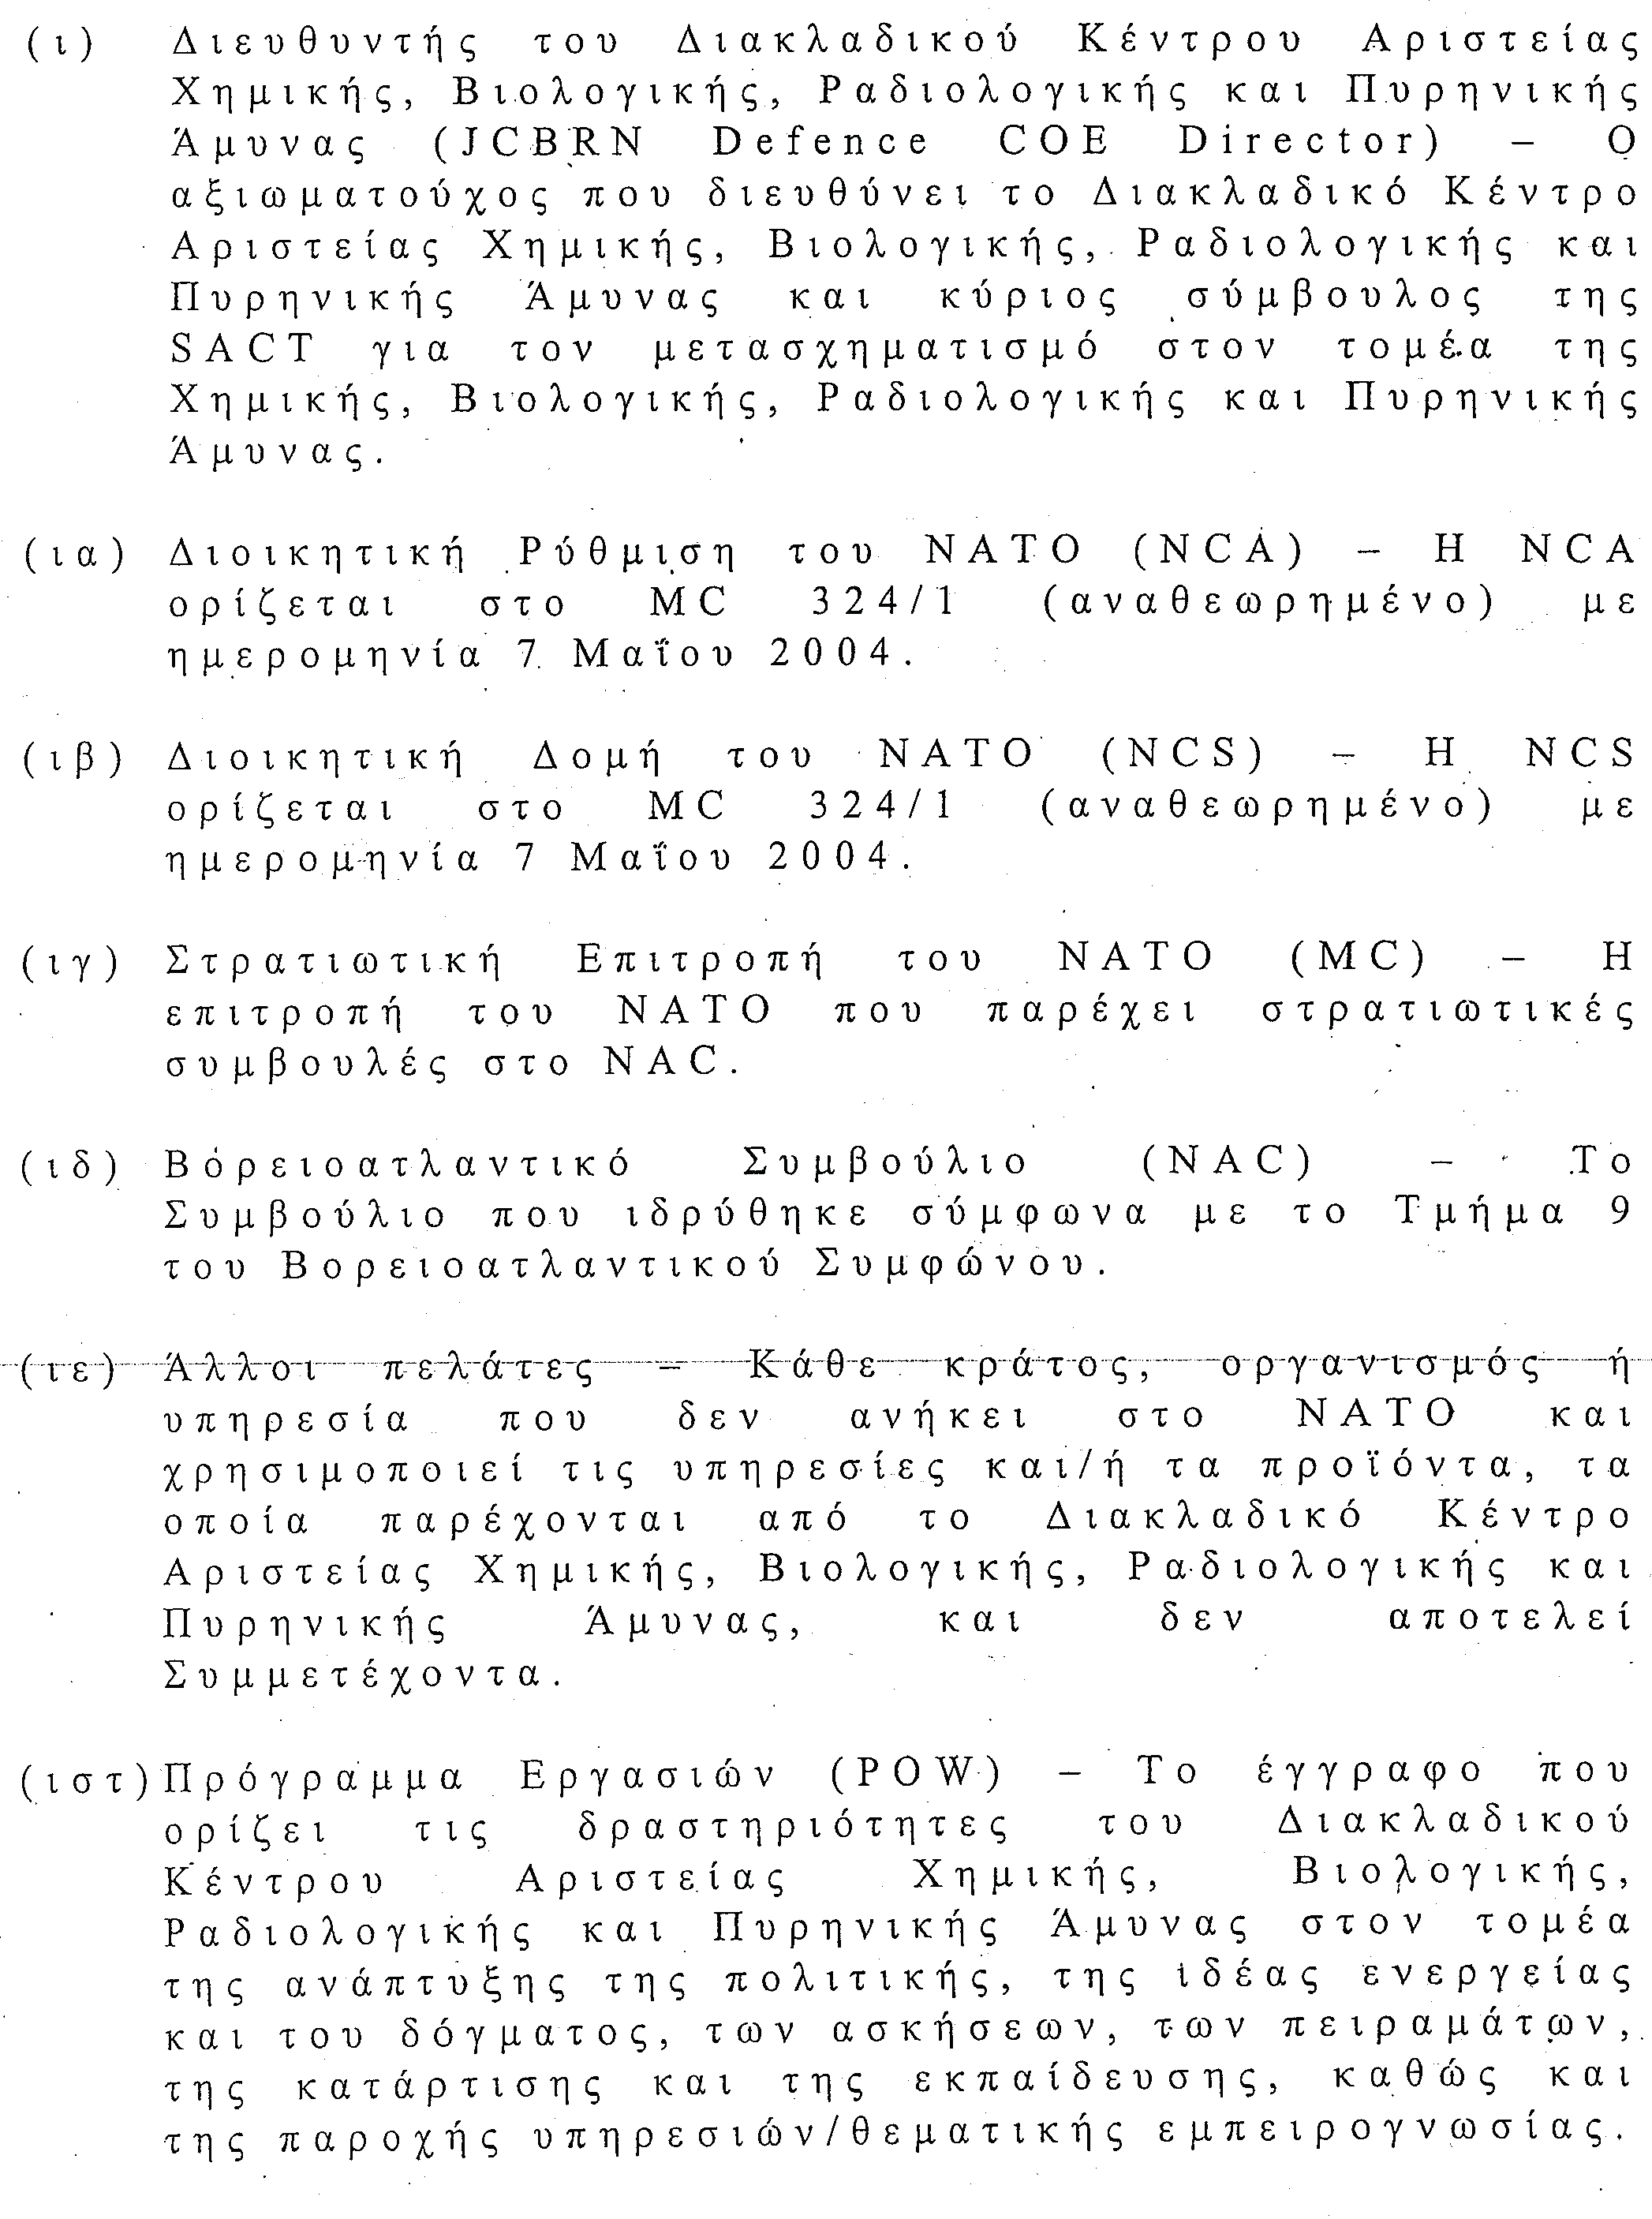 (ι) Διευθυντής του Διακλαδικού Κέντρου Αριστείας
Χημικής, Βιολογικής, Ραδιολογικής και Πυρηνικής
Άμυνας (JCBRN Defence COE Director) – Ο
αξιωματούχος που διευθύνει το Διακλαδικό Κέντρο
Αριστείας Χημικής, Βιολογικής, Ραδιολογικής και
Πυρηνικής Άμυνας και κύριος σύμβουλος της
SACT για τον μετασχηματισμό στον τομέα της
Χημικής, Βιολογικής, Ραδιολογικής και Πυρηνικής
Άμυνας.
(ια) Διοικητική Ρύθμιση του ΝΑΤΟ (NCA) – Η NCA
ορίζεται στο MC 324/1 (αναθεωρημένο) με
ημερομηνία 7 Μαΐου 2004.
(ιβ) Διοικητική Δομή του ΝΑΤΟ (NCS) – Η NCS
ορίζεται στο MC 324/1 (αναθεωρημένο) με
ημερομηνία 7 Μαΐου 2004.
(ιγ) Στρατιωτική Επιτροπή του ΝΑΤΟ (MC) – Η
επιτροπή του ΝΑΤΟ που παρέχει στρατιωτικές
συμβουλές στο NAC.
(ιδ) Βορειοατλαντικό Συμβούλιο (NAC) – Το
Συμβούλιο που ιδρύθηκε σύμφωνα με το Τμήμα 9
του Βορειοατλαντικού Συμφώνου.
(ιε) Άλλοι πελάτες – Κάθε κράτος, οργανισμός ή
υπηρεσία που δεν ανήκει στο ΝΑΤΟ και
χρησιμοποιεί τις υπηρεσίες και/ή τα προϊόντα, τα
οποία παρέχονται από το Διακλαδικό Κέντρο
Αριστείας Χημικής, Βιολογικής, Ραδιολογικής και
Πυρηνικής Άμυνας, και δεν αποτελεί
Συμμετέχοντα.
(ιστ) Πρόγραμμα Εργασιών (POW) – Το έγγραφο που
ορίζει τις δραστηριότητες του Διακλαδικού
Κέντρου Αριστείας Χημικής, Βιολογικής,
Ραδιολογικής και Πυρηνικής Άμυνας στον τομέα
της ανάπτυξης της πολιτικής, της ιδέας ενεργείας
και του δόγματος, των ασκήσεων, των πειραμάτων,
της κατάρτισης και της εκπαίδευσης, καθώς και
της παροχής υπηρεσιών/θεματικής εμπειρογνωσίας.